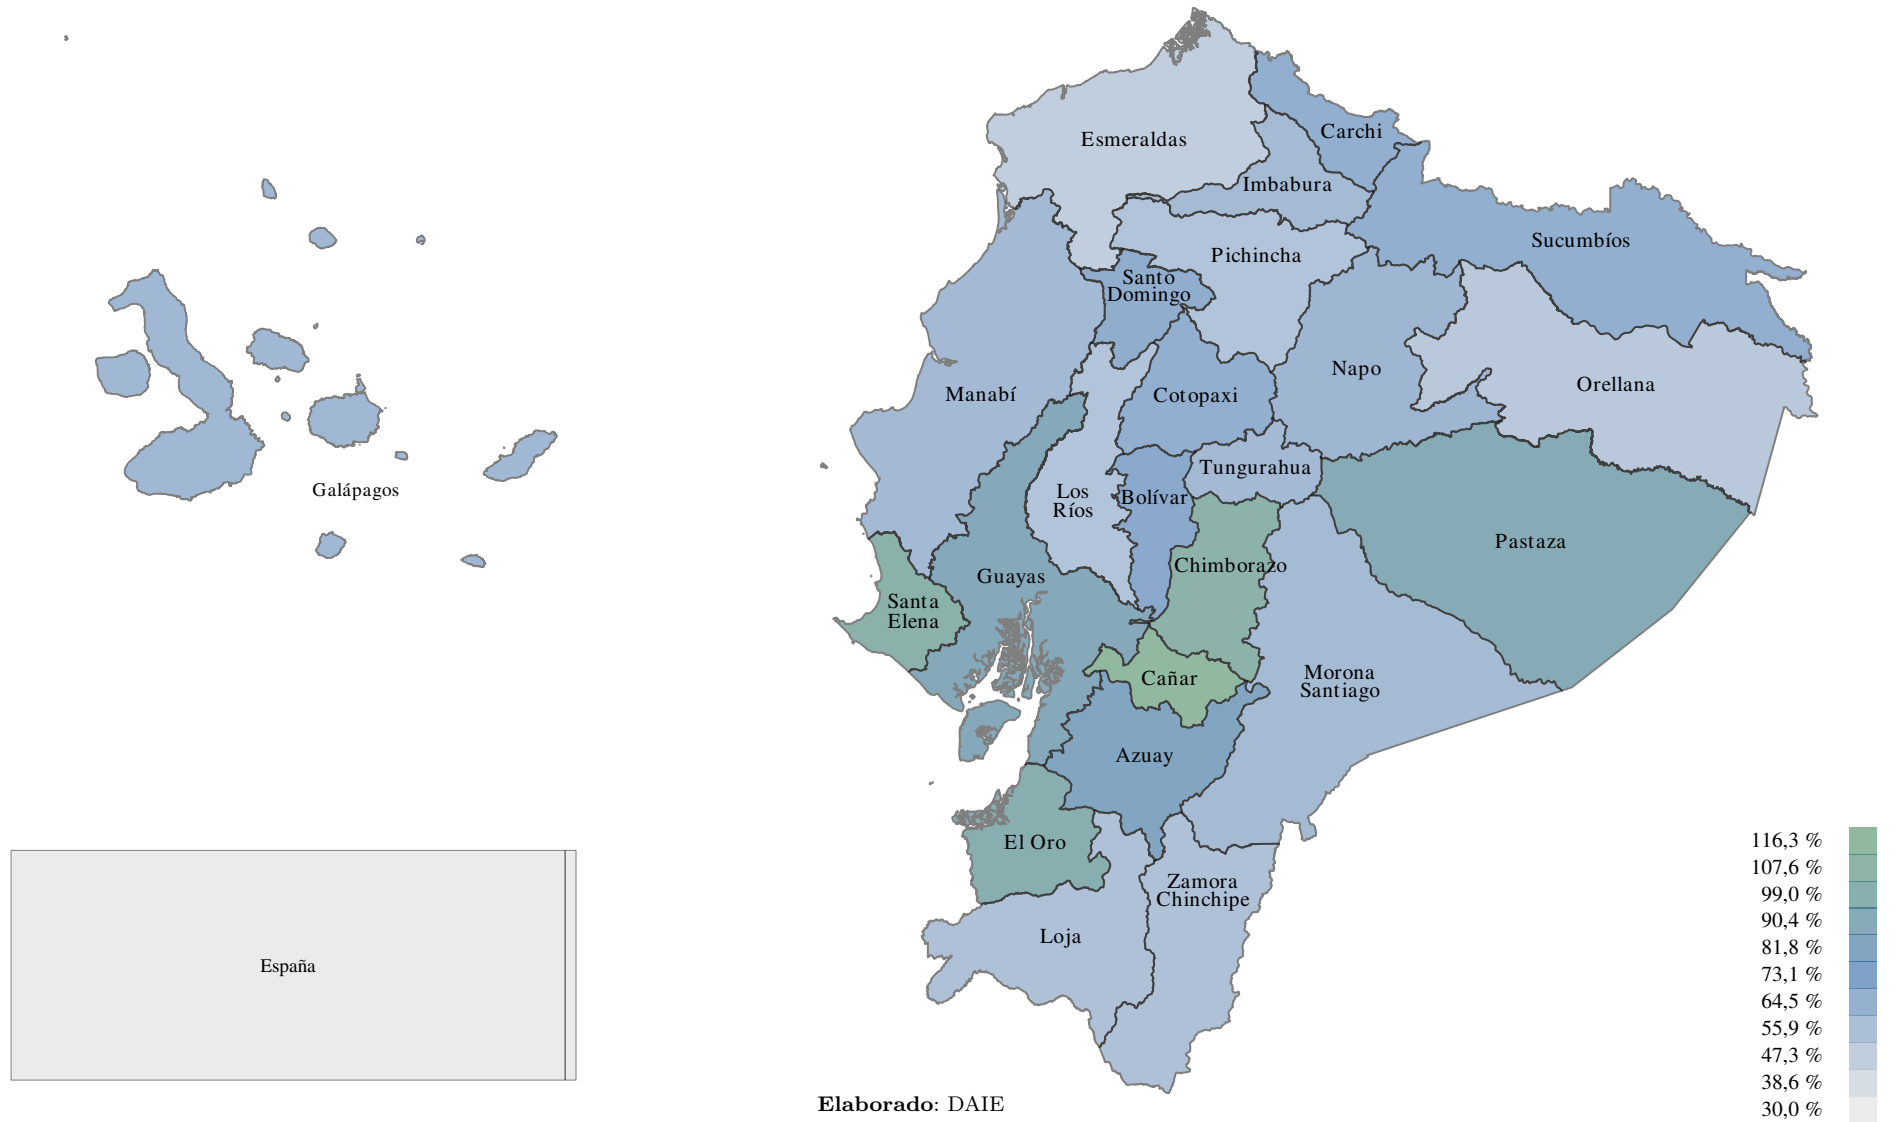 Esmeraldas
Carchi
Imbabura
Sucumbíos
Pichincha
Santo
Domingo
Napo
Orellana
Manabí
Cotopaxi
Tungurahua
Los
Ríos
Bolívar
Galápagos
Pastaza
Chimborazo
Guayas
Santa
Elena
Cañar
Morona
Santiago
Azuay
El Oro
Zamora
Chinchipe
Loja
España
116,3 %
107,6 %
99,0 %
90,4 %
81,8 %
73,1 %
64,5 %
55,9 %
47,3 %
38,6 %
30,0 %
Elaborado: DAIE